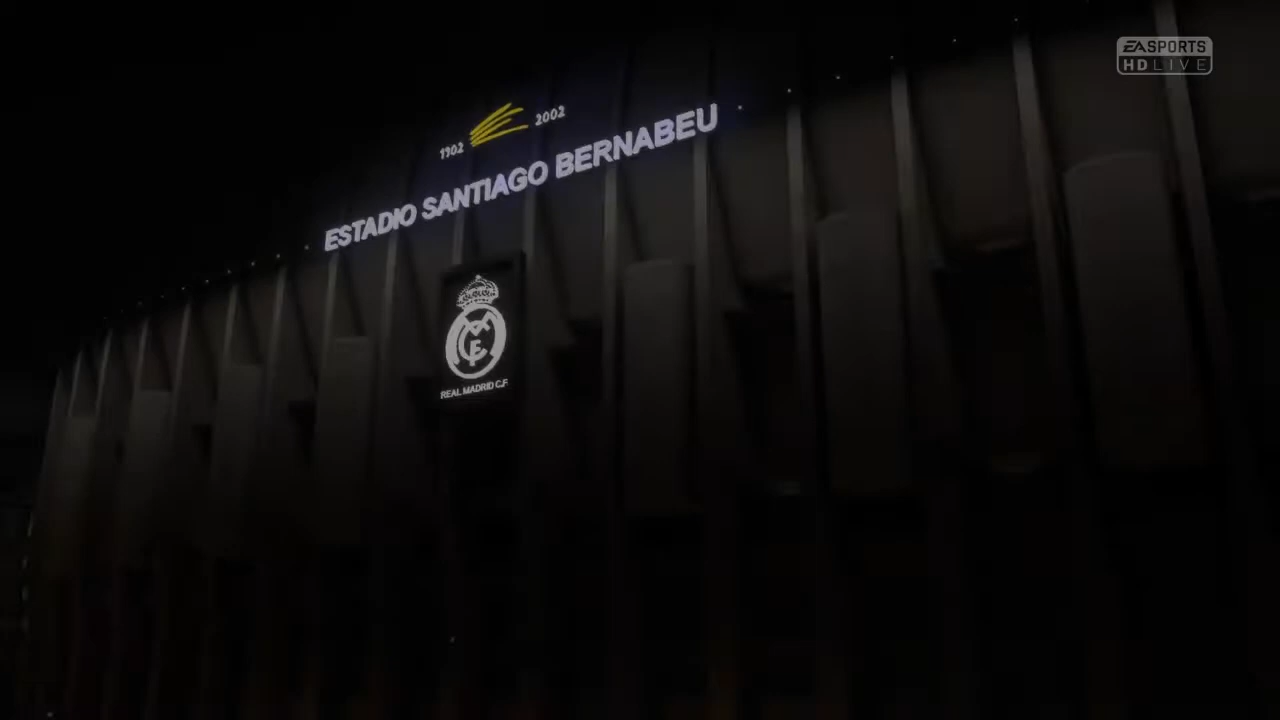 EA SPORTS
HD LIVE
1902 2002
ESTADIO SANTIAGO BERNABEU
REAL MADRID C.F